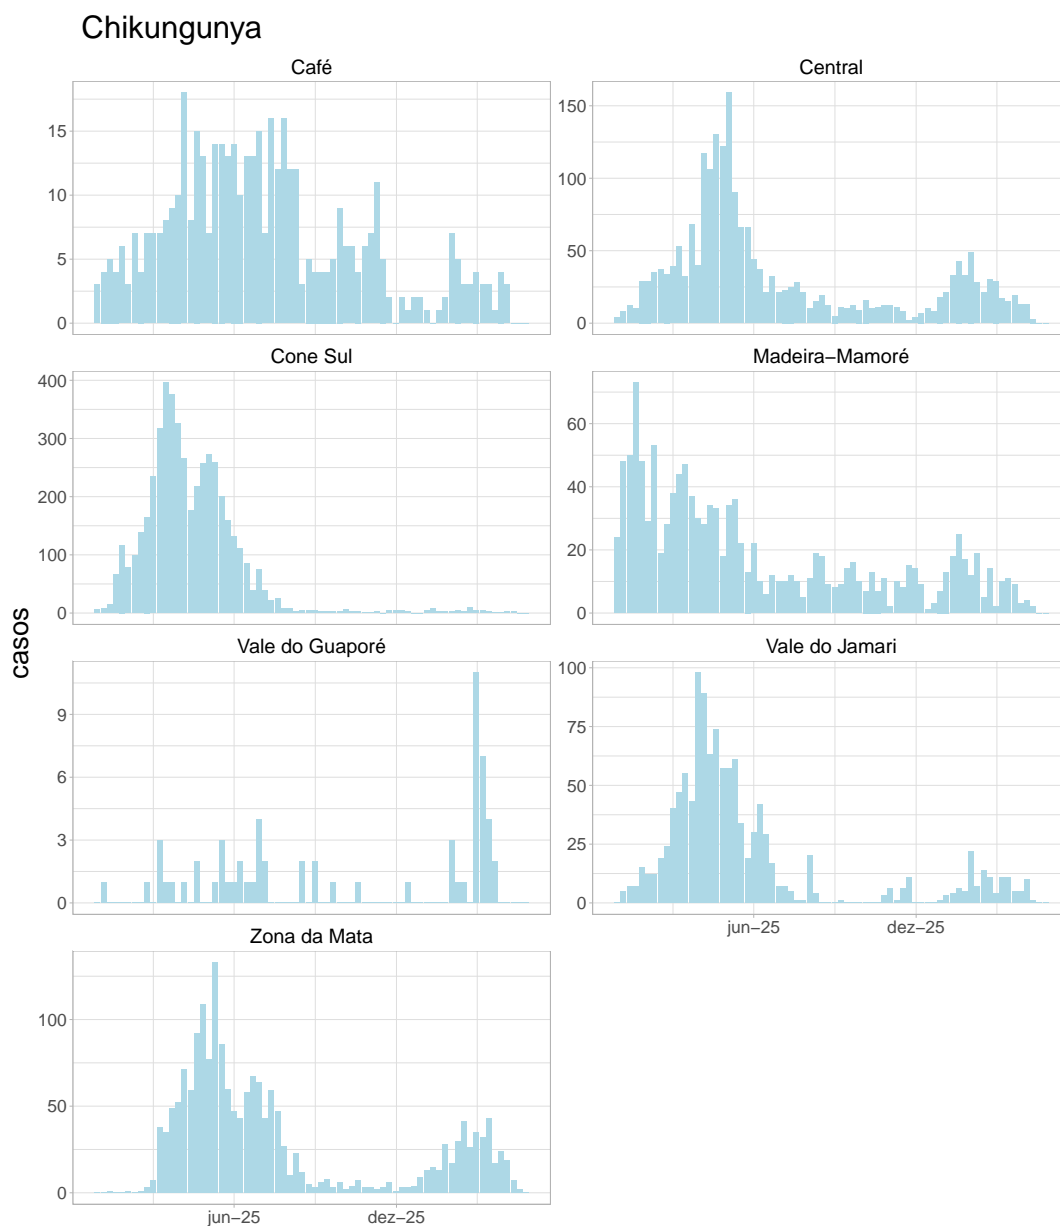 Chikungunya
Café
Central
15
10
5
0
150
100
50
0
Cone Sul
Madeira−Mamoré
400
300
200
100
0
60
40
20
0
casos
Vale do Guaporé
Vale do Jamari
9
6
3
0
100
75
50
25
0
jun−25
dez−25
Zona da Mata
100
50
0
jun−25
dez−25